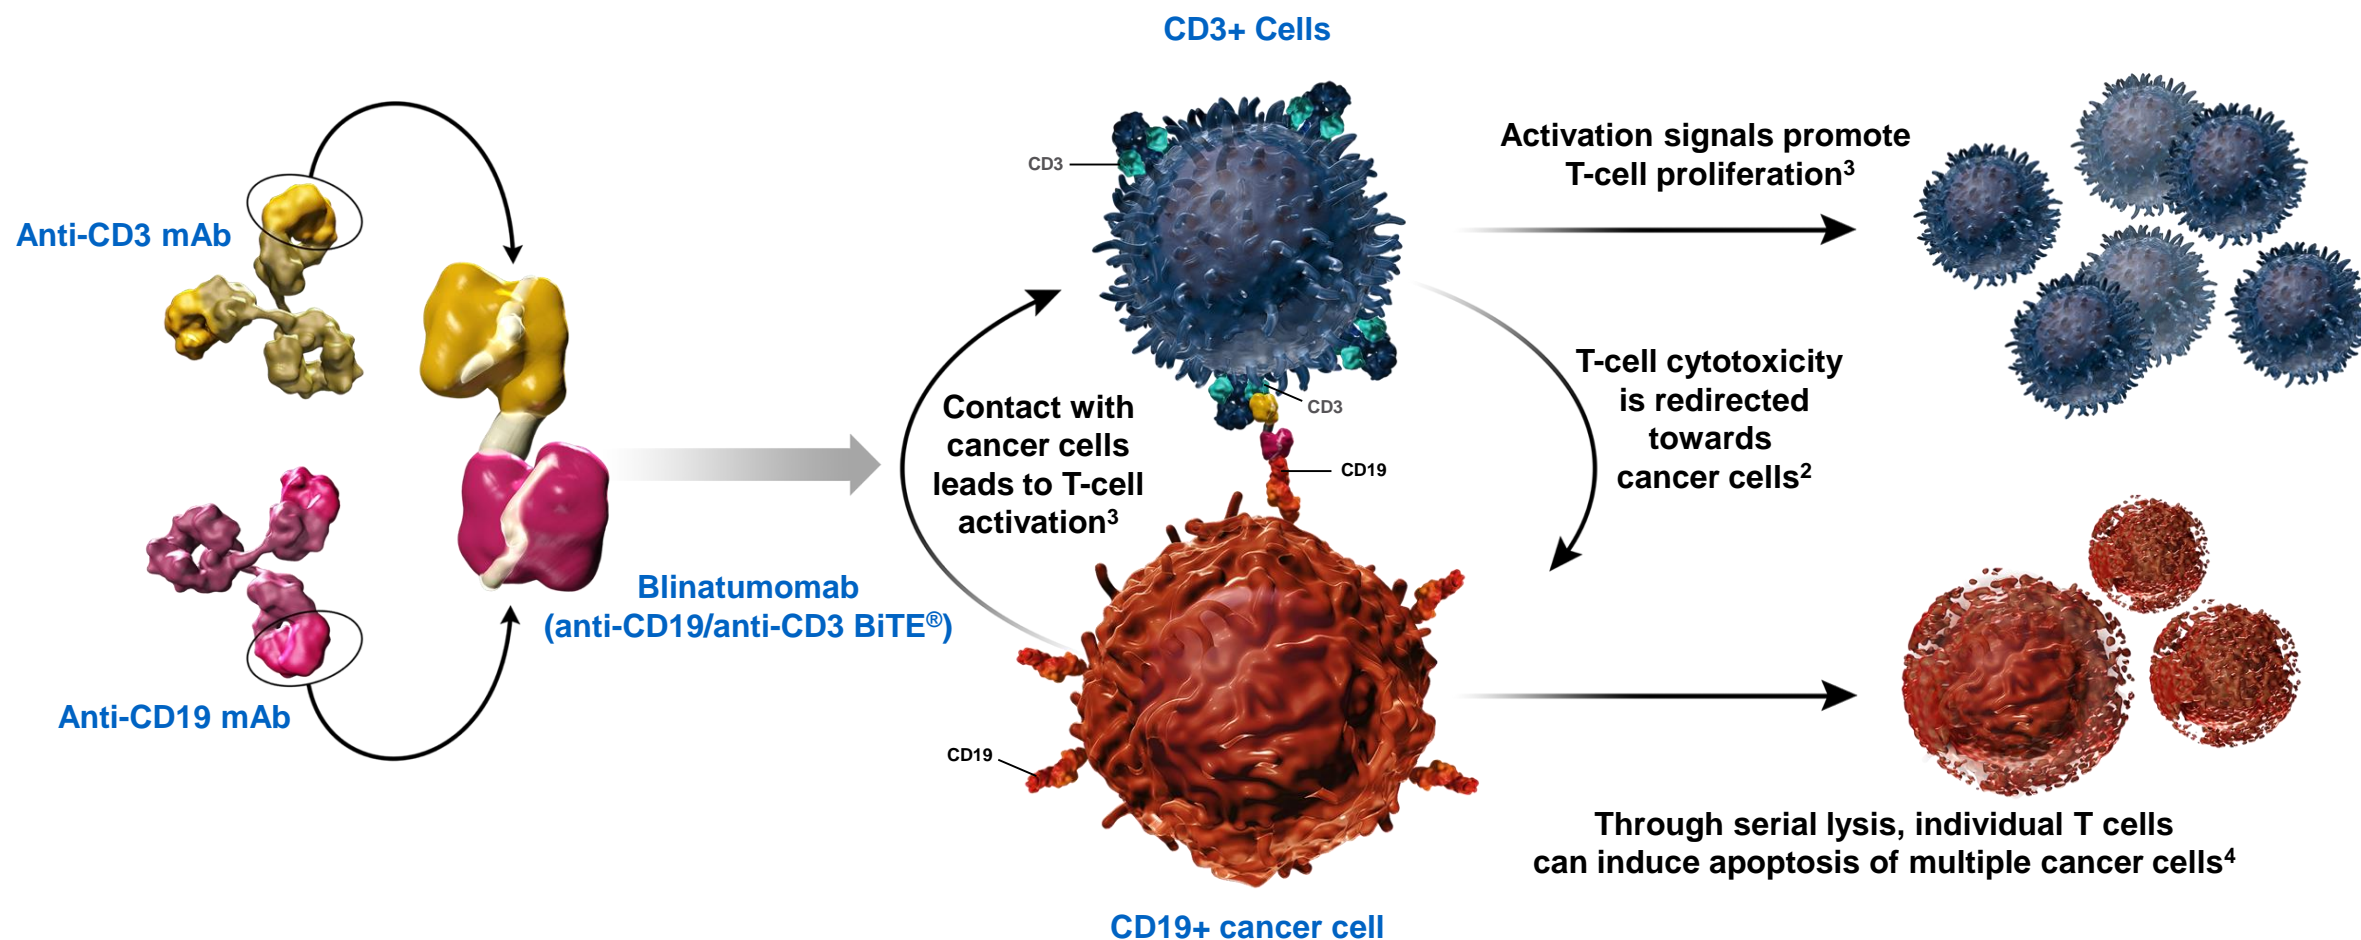 CD3+ Cells
Anti-CD3 mAb
Anti-CD19 mAb
Blinatumomab
(anti-CD19/anti-CD3 BiTE®)
Contact with
cancer cells
leads to T-cell
activation³
CD3
CD3
CD19
CD19
CD19+ cancer cell
Activation signals promote
T-cell proliferation³
T-cell cytotoxicity
is redirected
towards
cancer cells²
Through serial lysis, individual T cells
can induce apoptosis of multiple cancer cells⁴